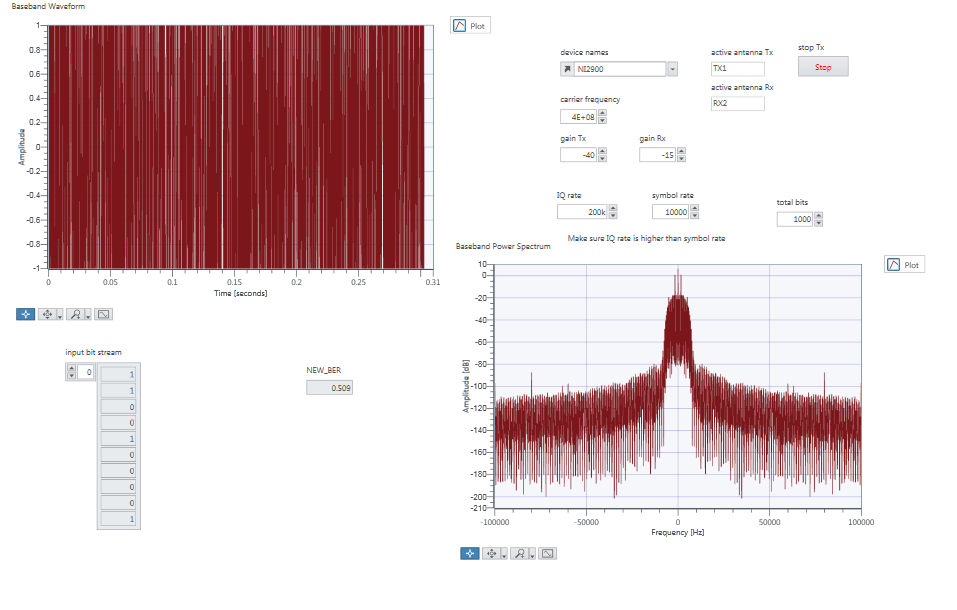 Baseband Waveform
Plot
1
0.8
0.6
0.4
0.2
0
-0.2
-0.4
-0.6
-0.8
-1
Amplitude
0
0.05
0.1
0.15
0.2
0.25
0.31
Time [seconds]
device names
NI2900
active antenna Tx
TX1
stop Tx
Stop
active antenna Rx
RX2
carrier frequency
4E+08
gain Tx
-40
gain Rx
-15
IQ rate
200k
symbol rate
10000
total bits
1000
Make sure IQ rate is higher than symbol rate
Baseband Power Spectrum
Plot
10
0
-20
-40
-60
-80
-100
-120
-140
-160
-180
-200
-210
Amplitude [dB]
-100000
-50000
0
50000
100000
Frequency [Hz]
input bit stream
0
1
1
0
0
1
0
0
0
0
1
NEW_BER
0.509